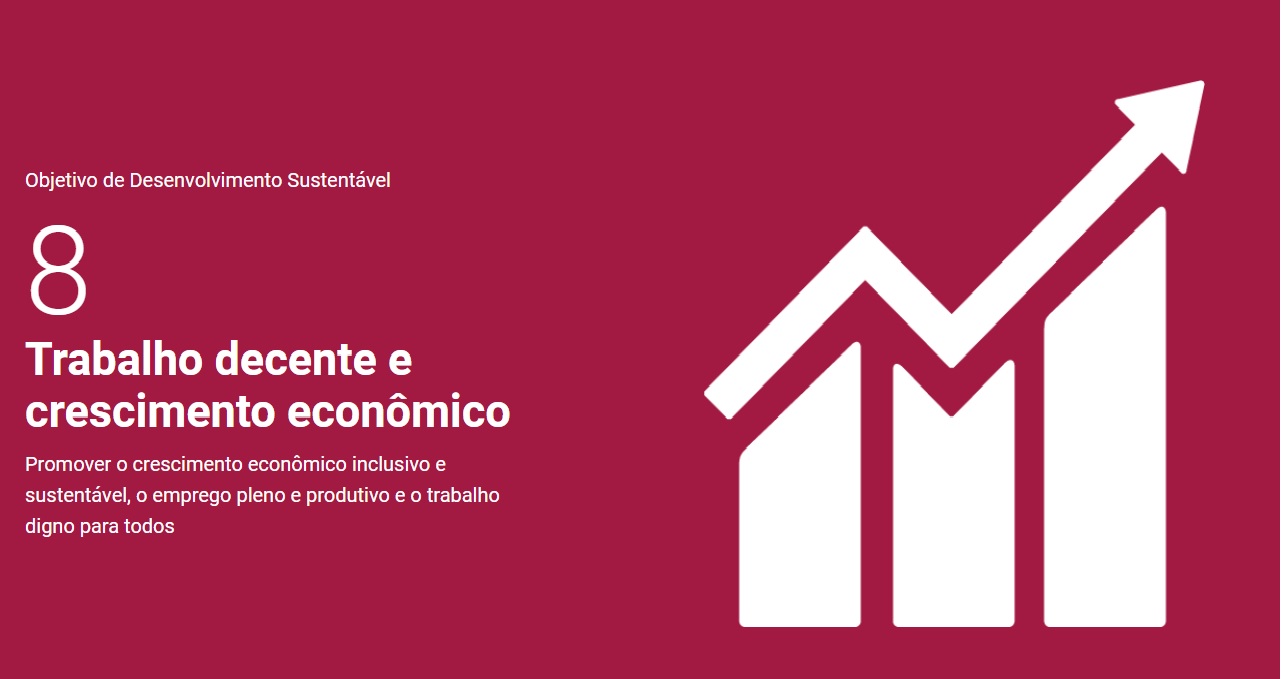 Objetivo de Desenvolvimento Sustentável
8
Trabalho decente e
crescimento econômico
Promover o crescimento econômico inclusivo e
sustentável, o emprego pleno e produtivo e o trabalho
digno para todos